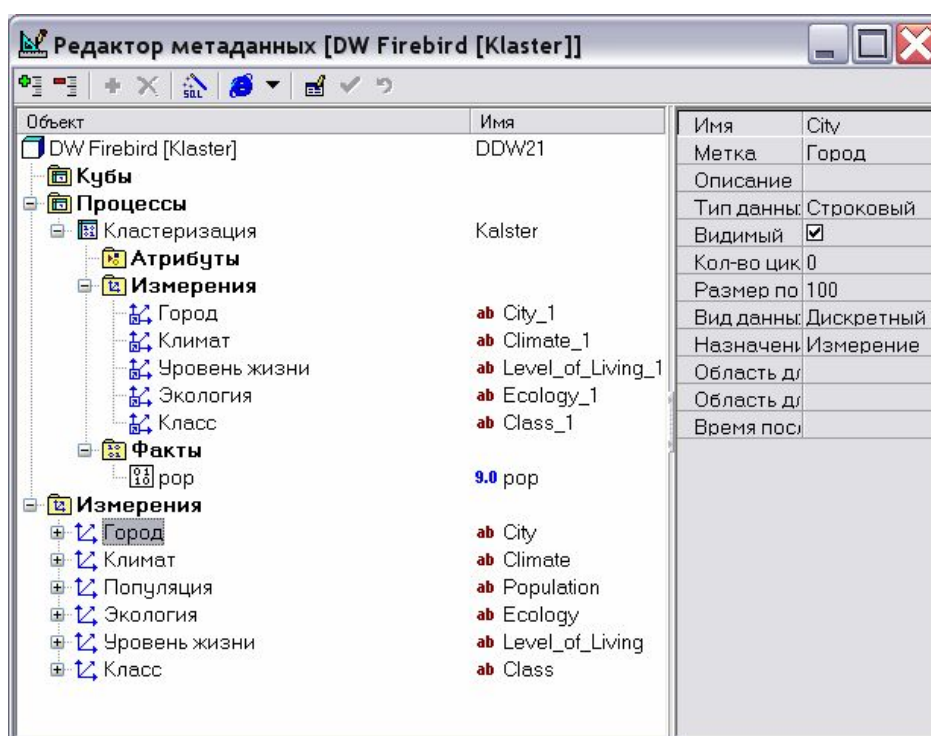 Редактор метаданных [DW Firebird [Klaster]]
SQL
Объект Имя
DW Firebird [Klaster] DDW21
Кубы
Процессы
Кластеризация Kalster
Атрибуты
Измерения
Город ab City_1
Климат ab Climate_1
Уровень жизни ab Level_of_Living_1
Экология ab Ecology_1
Класс ab Class_1
Факты
pop 9.0 pop
Измерения
Город ab City
Климат ab Climate
Популяция ab Population
Экология ab Ecology
Уровень жизни ab Level_of_Living
Класс ab Class
Имя City
Метка Город
Описание
Тип данны Строковый
Видимый
Кол-во цик 0
Размер по 100
Вид данны Дискретный
Назначени Измерение
Область д
Область д
Время пос